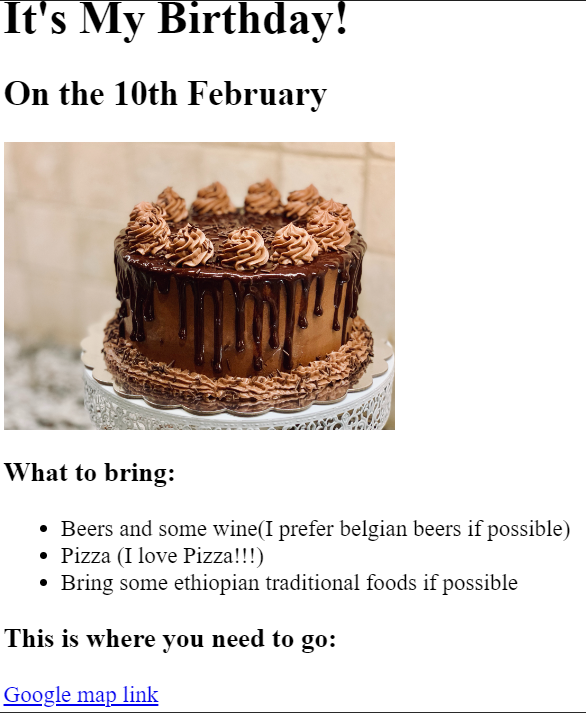 It's My Birthday!
On the 10th February
What to bring:
Beers and some wine(I prefer belgian beers if possible)
Pizza (I love Pizza!!!)
Bring some ethiopian traditional foods if possible
This is where you need to go:
Google map link